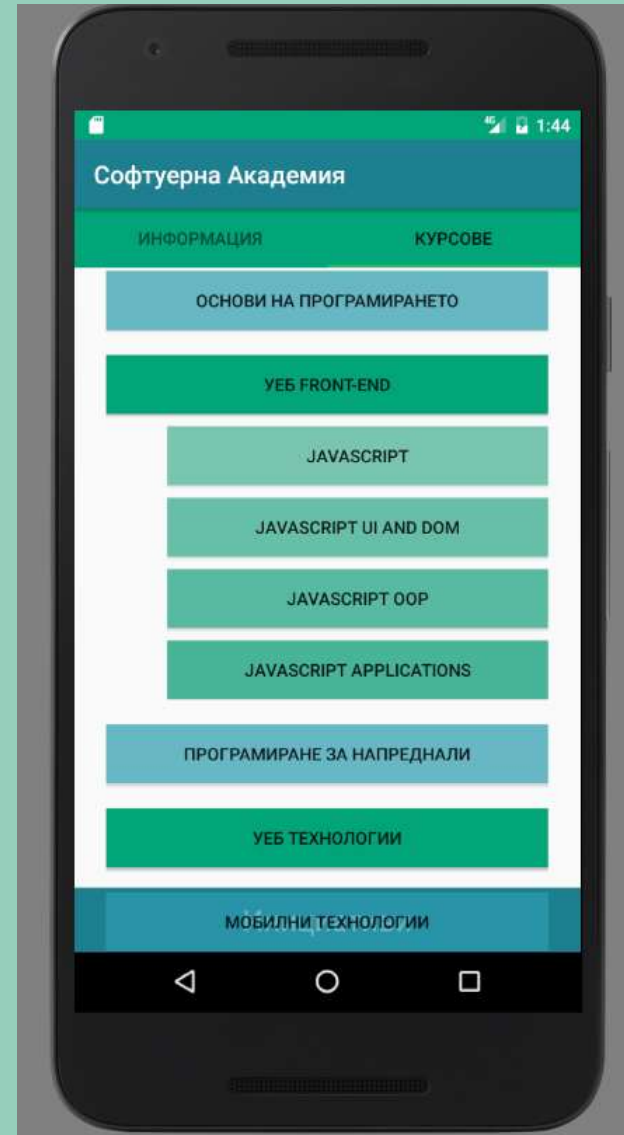 4G 1:44
Софтуерна Академия
ИНФОРМАЦИЯ КУРСОВЕ
ОСНОВИ НА ПРОГРАМИРАНЕТО
УЕБ FRONT-END
JAVASCRIPT
JAVASCRIPT UI AND DOM
JAVASCRIPT OOP
JAVASCRIPT APPLICATIONS
ПРОГРАМИРАНЕ ЗА НАПРЕДНАЛИ
УЕБ ТЕХНОЛОГИИ
МОБИЛНИ ТЕХНОЛОГИИ